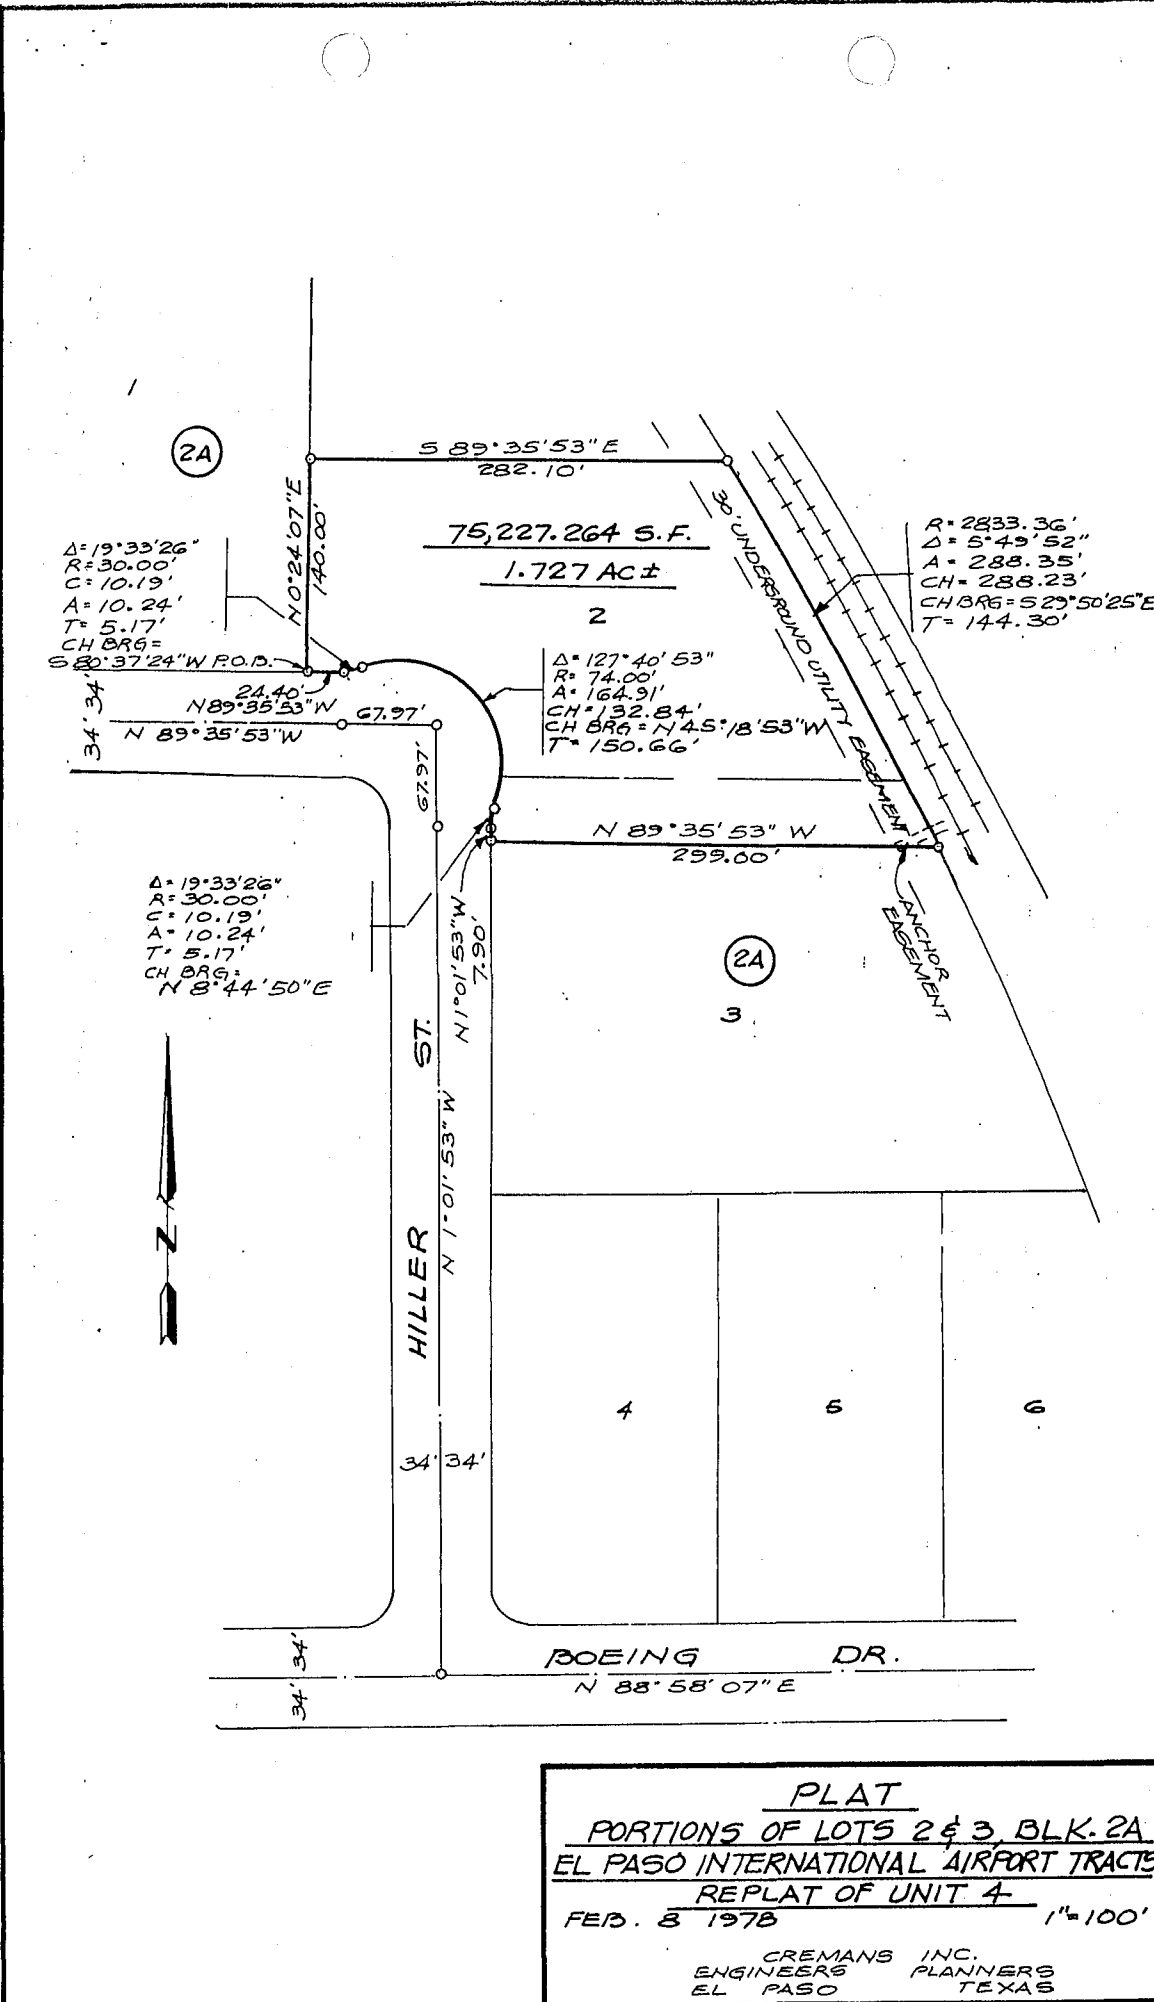 1
2A
S 89°35'53" E
282.10'
N 0°24'07" E
140.00'
75,227.264 S.F.
1.727 AC±
2
30' UNDERGROUND UTILITY EASEMENT
R= 2833.36'
Δ= 5°49'52"
A= 288.35'
CH= 288.23'
CH BRG= S 29°50'25" E
T= 144.30'
Δ= 19°33'26"
R= 30.00'
C= 10.19'
A= 10.24'
T= 5.17'
CH BRG=
S 80°37'24" W P.O.B.
Δ= 127°40'53"
R= 74.00'
A= 164.91'
CH= 132.84'
CH BRG= N 45°18'53" W
T= 150.66'
24.40'
N 89°35'53" W
67.97'
N 89°35'53" W
34' 34'
67.97'
N 89°35'53" W
299.00'
Δ= 19°33'26"
R= 30.00'
C= 10.19'
A= 10.24'
T= 5.17'
CH BRG=
N 8°44'50" E
N 1°01'53" W
7.90'
ANCHOR
EASEMENT
2A
3
HILLER ST.
N 1°01'53" W
N
4
5
6
34' 34'
34' 34'
BOEING DR.
N 88°58'07" E
PLAT
PORTIONS OF LOTS 2 & 3, BLK. 2A
EL PASO INTERNATIONAL AIRPORT TRACTS
REPLAT OF UNIT 4
FEB. 8 1978 1"=100'
CREMANS INC.
ENGINEERS PLANNERS
EL PASO TEXAS